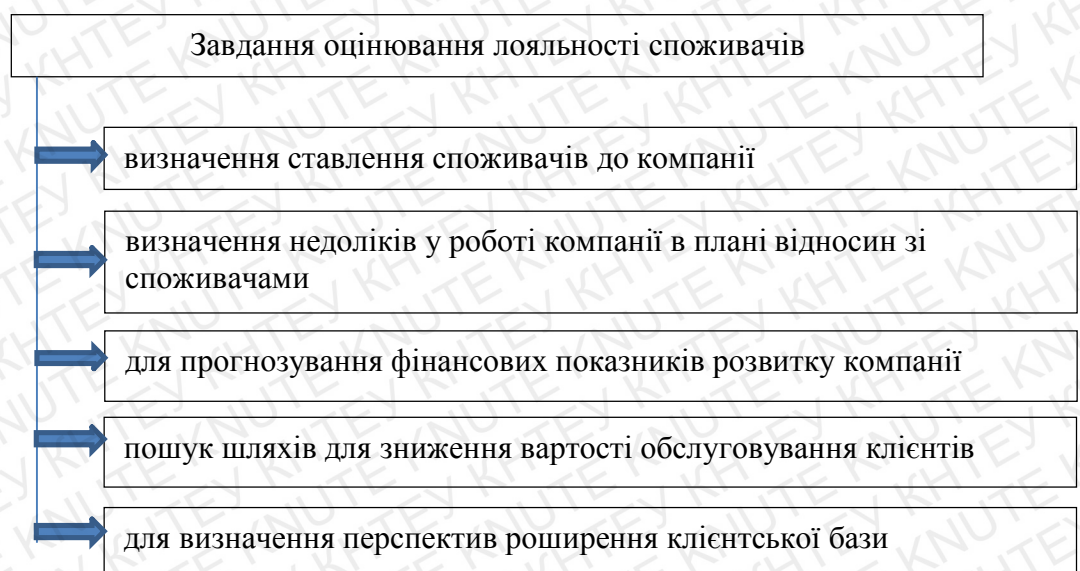 Завдання оцінювання лояльності споживачів
визначення ставлення споживачів до компанії
визначення недоліків у роботі компанії в плані відносин зі
споживачами
для прогнозування фінансових показників розвитку компанії
пошук шляхів для зниження вартості обслуговування клієнтів
для визначення перспектив роширення клієнтської бази